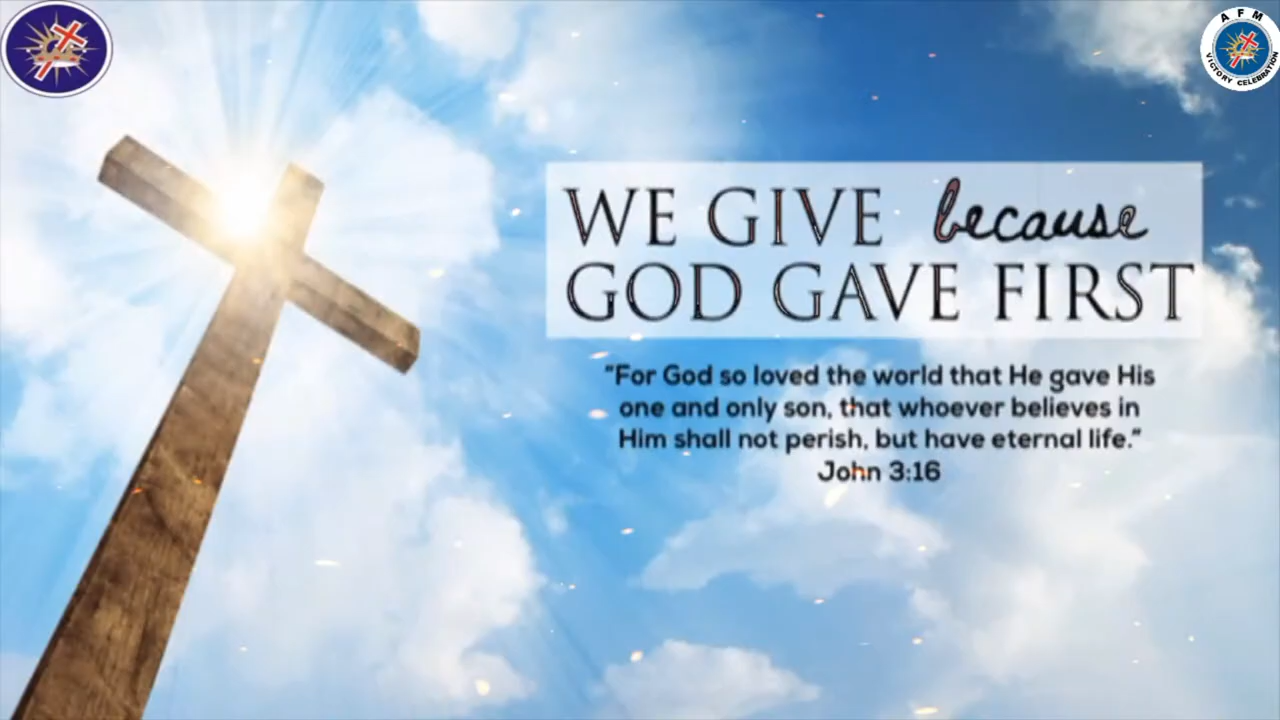 AFM
VICTORY CELEBRATION
WE GIVE because
GOD GAVE FIRST
“For God so loved the world that He gave His
one and only son, that whoever believes in
Him shall not perish, but have eternal life.”
John 3:16